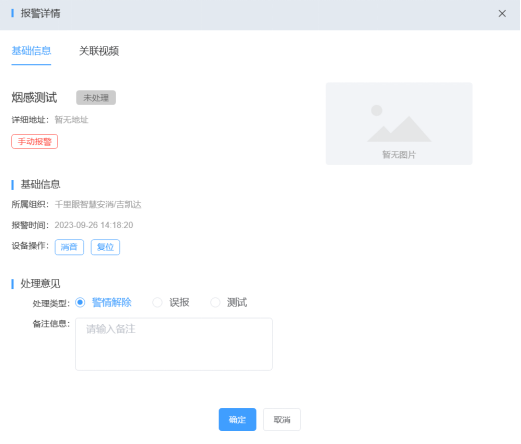 报警详情
基础信息 关联视频
烟感测试 未处理
详细地址： 暂无地址
手动报警
暂无图片
基础信息
所属组织： 千里眼智慧安消/吉凯达
报警时间： 2023-09-26 14:18:20
设备操作： 消音 复位
处理意见
处理类型： 警情解除 误报 测试
备注信息： 请输入备注
确定 取消